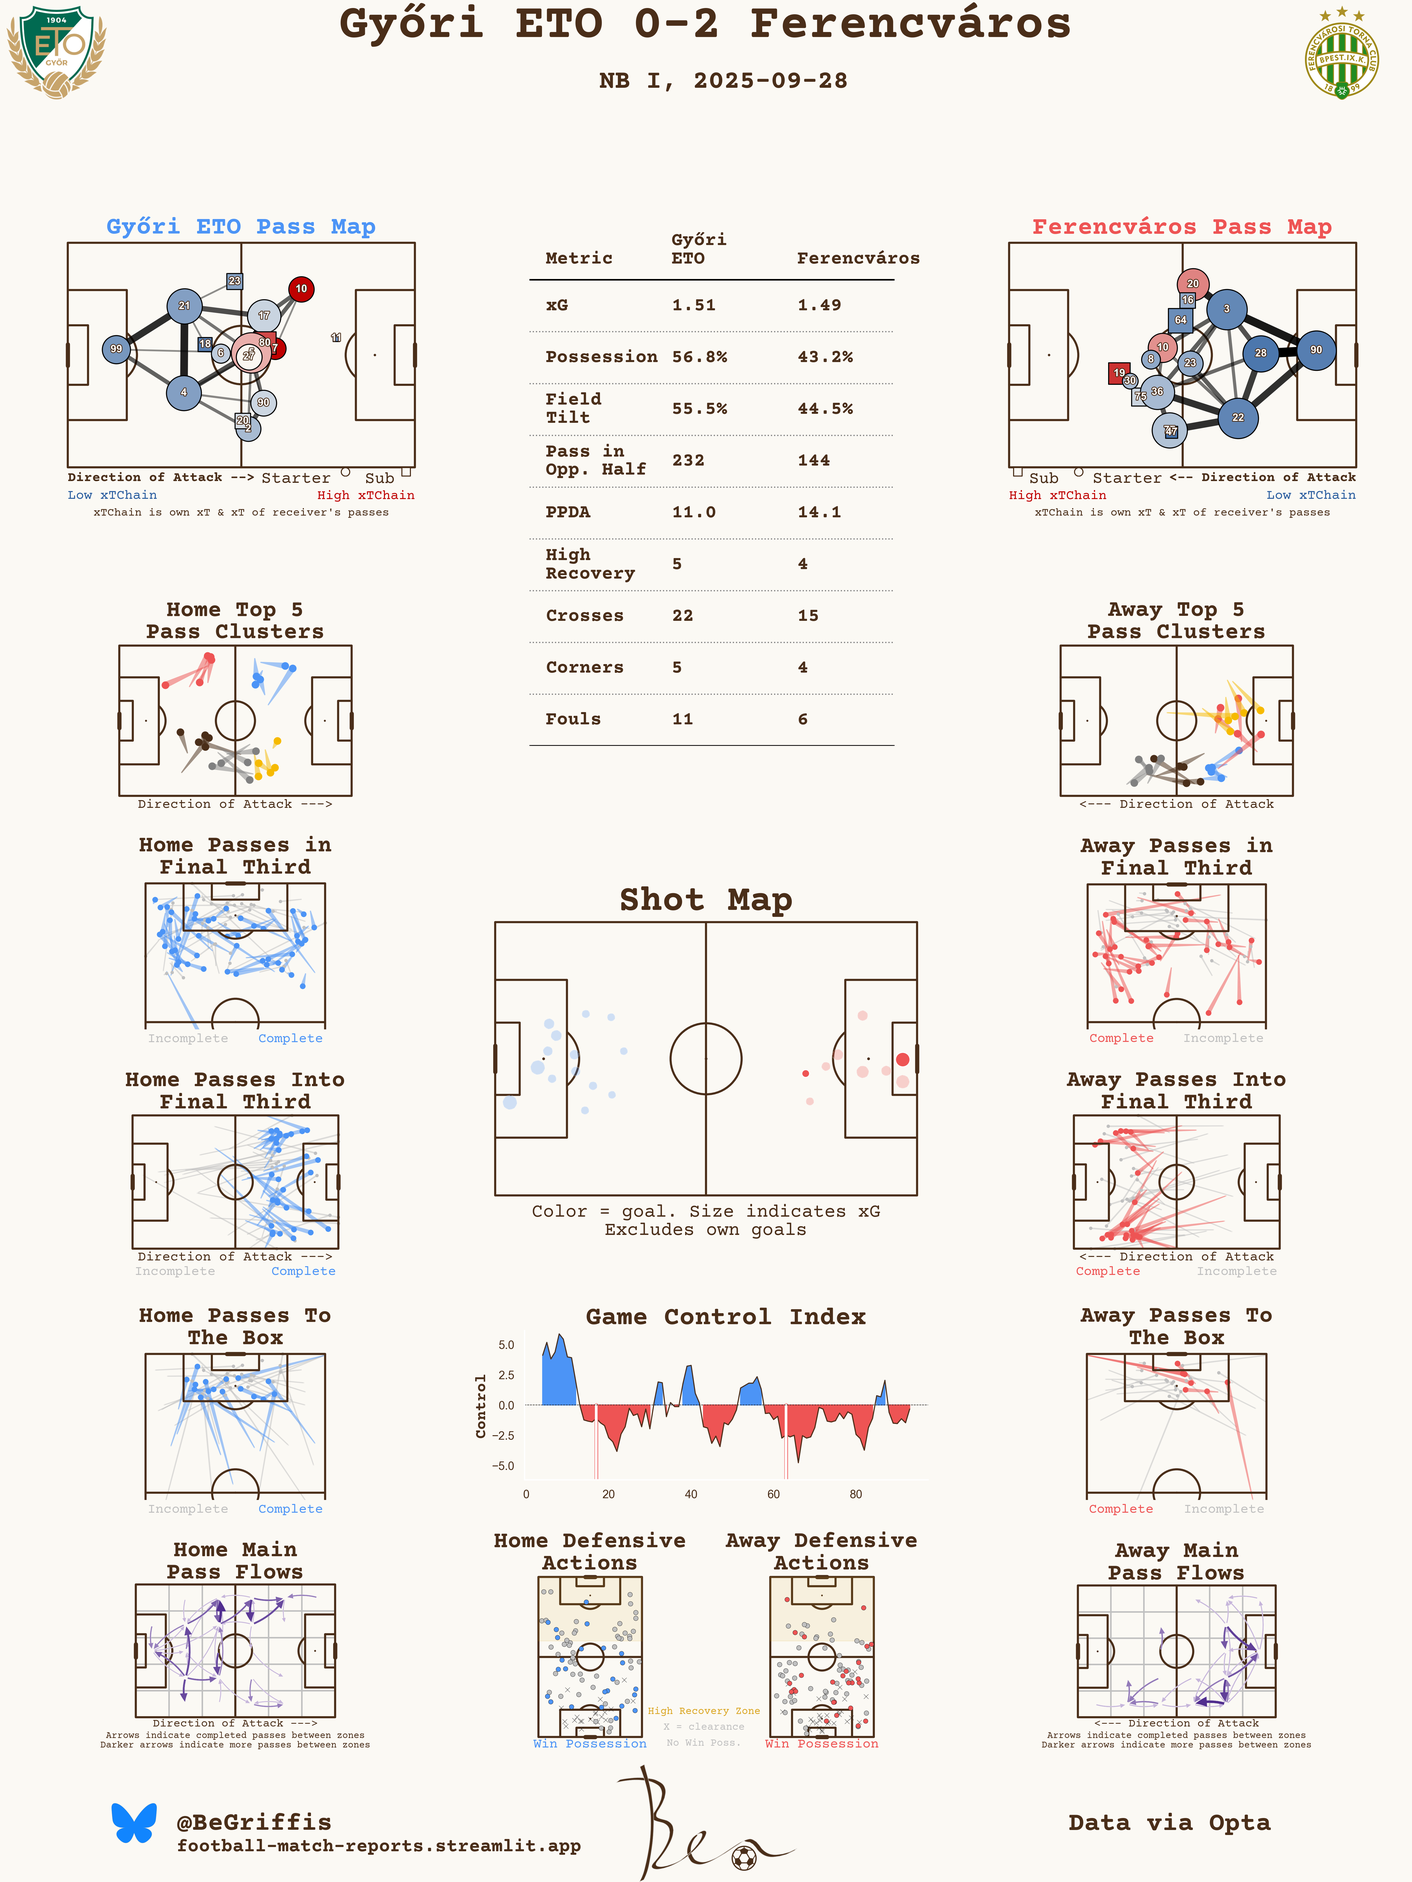 Győri ETO 0-2 Ferencváros
NB I, 2025-09-28
1904
ETO
GYŐR
FERENCVÁROSI TORNA CLUB
BPEST.IX.K.
18 99
Győri ETO Pass Map
23
10
21
17
99
18
6
80
7
27
11
4
90
20
2
Direction of Attack --> Starter Sub
Low xTChain High xTChain
xTChain is own xT & xT of receiver's passes
Metric Győri ETO Ferencváros
xG 1.51 1.49
Possession 56.8% 43.2%
Field Tilt 55.5% 44.5%
Pass in Opp. Half 232 144
PPDA 11.0 14.1
High Recovery 5 4
Crosses 22 15
Corners 5 4
Fouls 11 6
Ferencváros Pass Map
20
16
3
64
10
8
23
28
90
19
30
75
36
22
47
Sub Starter <-- Direction of Attack
High xTChain Low xTChain
xTChain is own xT & xT of receiver's passes
Home Top 5
Pass Clusters
Direction of Attack --->
Away Top 5
Pass Clusters
<--- Direction of Attack
Home Passes in
Final Third
Incomplete Complete
Away Passes in
Final Third
Complete Incomplete
Shot Map
Color = goal. Size indicates xG
Excludes own goals
Home Passes Into
Final Third
Direction of Attack --->
Incomplete Complete
Away Passes Into
Final Third
<--- Direction of Attack
Complete Incomplete
Home Passes To
The Box
Incomplete Complete
Game Control Index
Control
5.0
2.5
0.0
−2.5
−5.0
0 20 40 60 80
Away Passes To
The Box
Complete Incomplete
Home Main
Pass Flows
Direction of Attack --->
Arrows indicate completed passes between zones
Darker arrows indicate more passes between zones
Home Defensive
Actions
Win Possession
High Recovery Zone
X = clearance
No Win Poss.
Away Defensive
Actions
Win Possession
Away Main
Pass Flows
<--- Direction of Attack
Arrows indicate completed passes between zones
Darker arrows indicate more passes between zones
@BeGriffis
football-match-reports.streamlit.app
Ben
Data via Opta